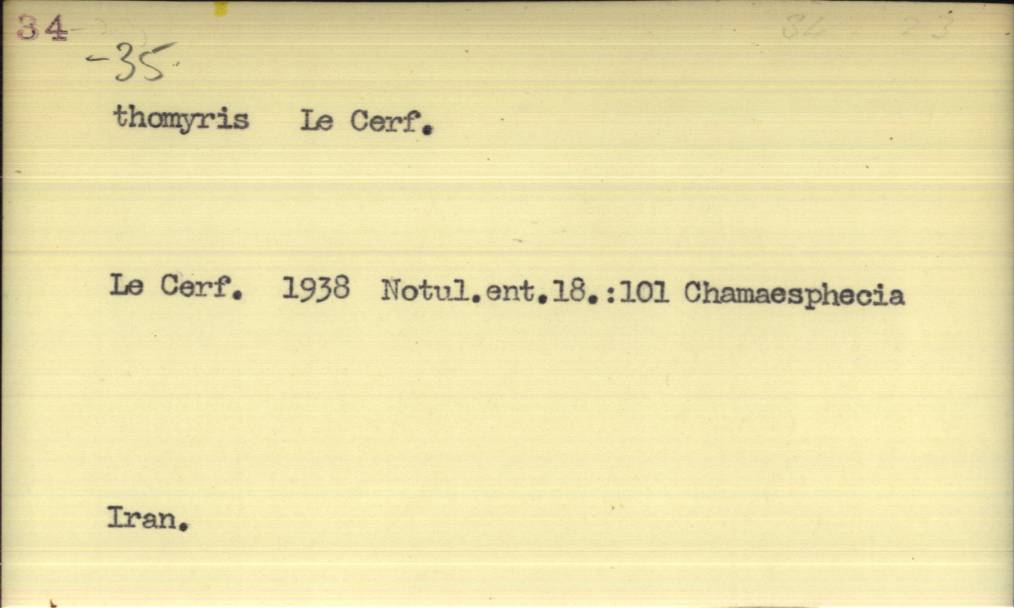 34
-35.
thomyris Le Cerf.
Le Cerf. 1938 Notul.ent.18.:101 Chamaesphecia
Iran.